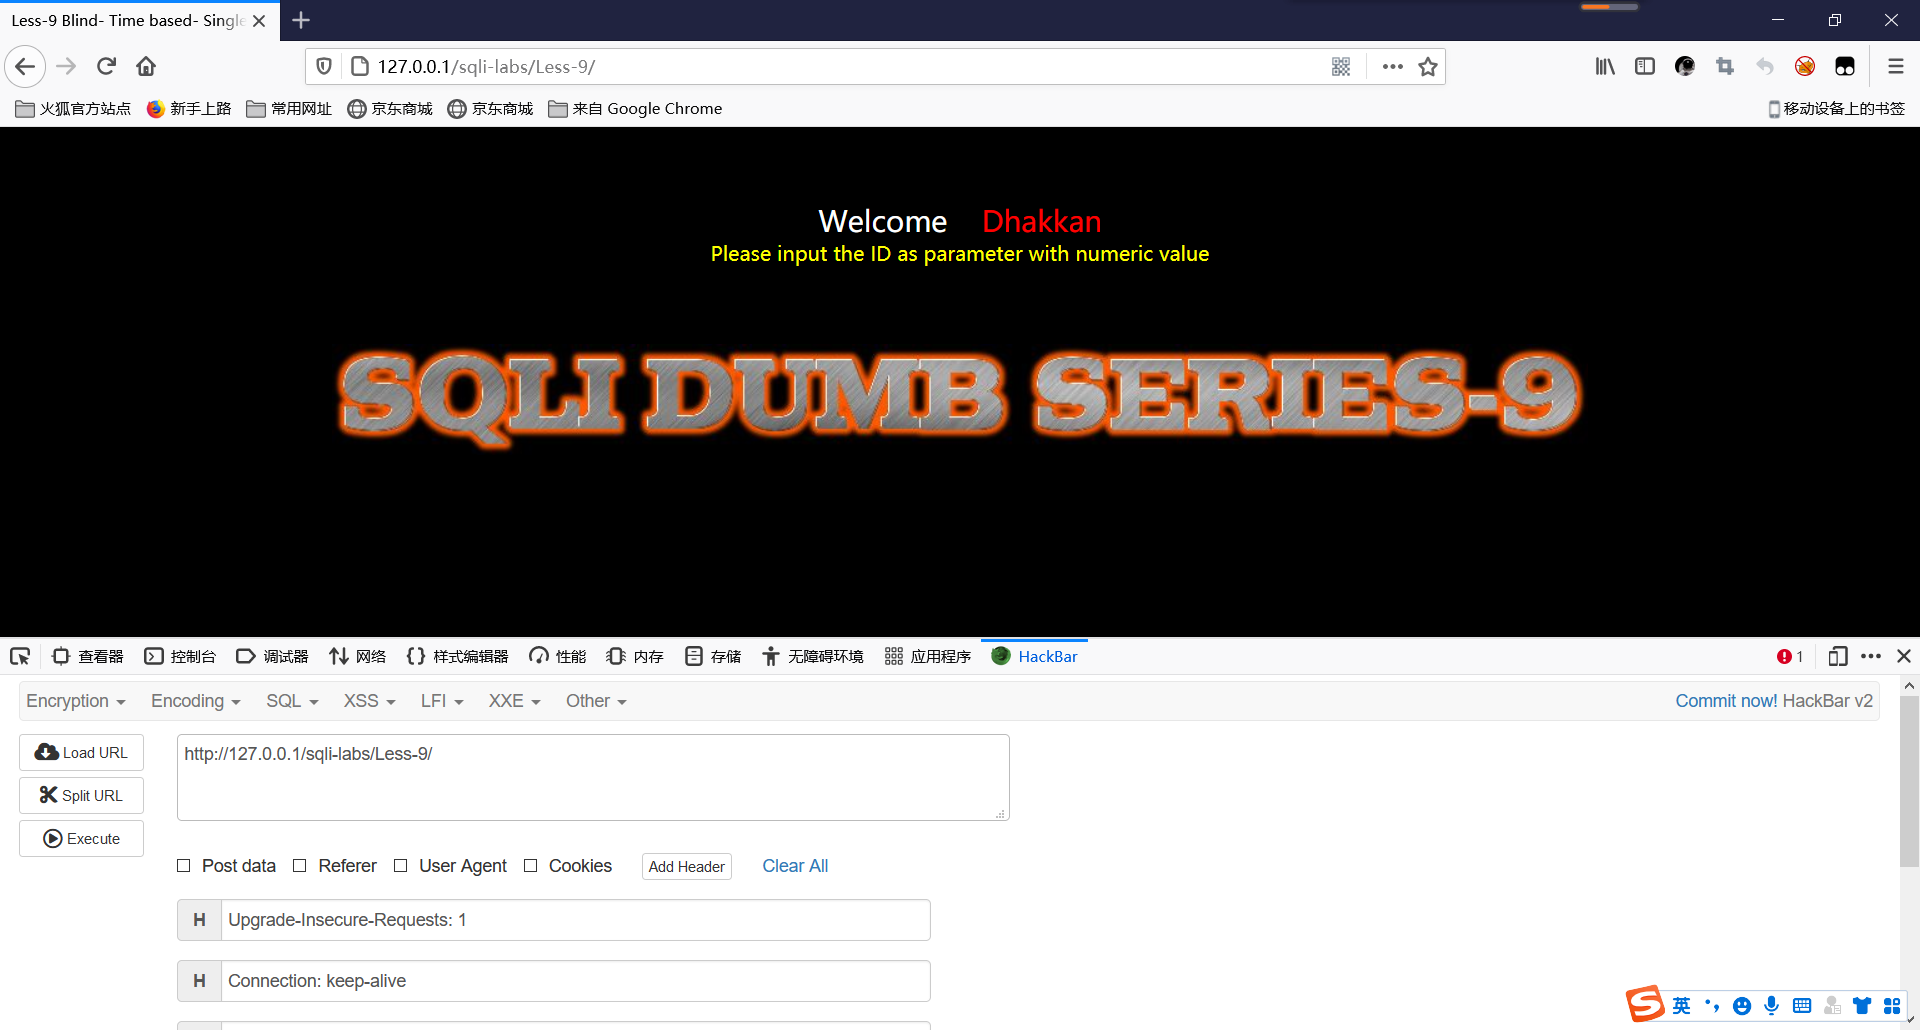 Less-9 Blind- Time based- Single
127.0.0.1/sqli-labs/Less-9/
火狐官方站点 新手上路 常用网址 京东商城 京东商城 来自 Google Chrome 移动设备上的书签
Welcome Dhakkan
Please input the ID as parameter with numeric value
SQLI DUMB SERIES-9
查看器 控制台 调试器 网络 样式编辑器 性能 内存 存储 无障碍环境 应用程序 HackBar 1
Encryption Encoding SQL XSS LFI XXE Other Commit now! HackBar v2
Load URL http://127.0.0.1/sqli-labs/Less-9/
Split URL
Execute
Post data Referer User Agent Cookies Add Header Clear All
H Upgrade-Insecure-Requests: 1
H Connection: keep-alive
S 英